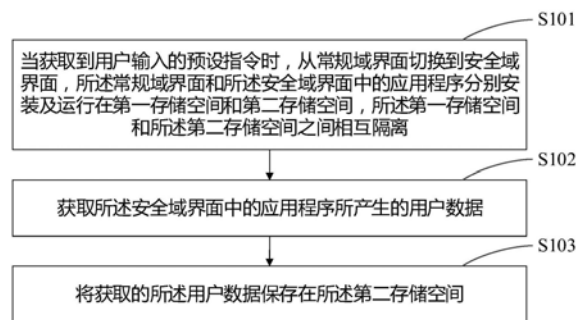 S101
当获取到用户输入的预设指令时，从常规域界面切换到安全域
界面，所述常规域界面和所述安全域界面中的应用程序分别安
装及运行在第一存储空间和第二存储空间，所述第一存储空间
和所述第二存储空间之间相互隔离
S102
获取所述安全域界面中的应用程序所产生的用户数据
S103
将获取的所述用户数据保存在所述第二存储空间